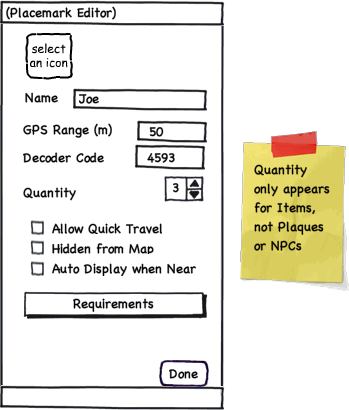 (Placemark Editor)
select
an icon
Name Joe
GPS Range (m) 50
Decoder Code 4593
Quantity 3
Allow Quick Travel
Hidden from Map
Auto Display when Near
Requirements
Done
Quantity
only appears
for Items,
not Plaques
or NPCs